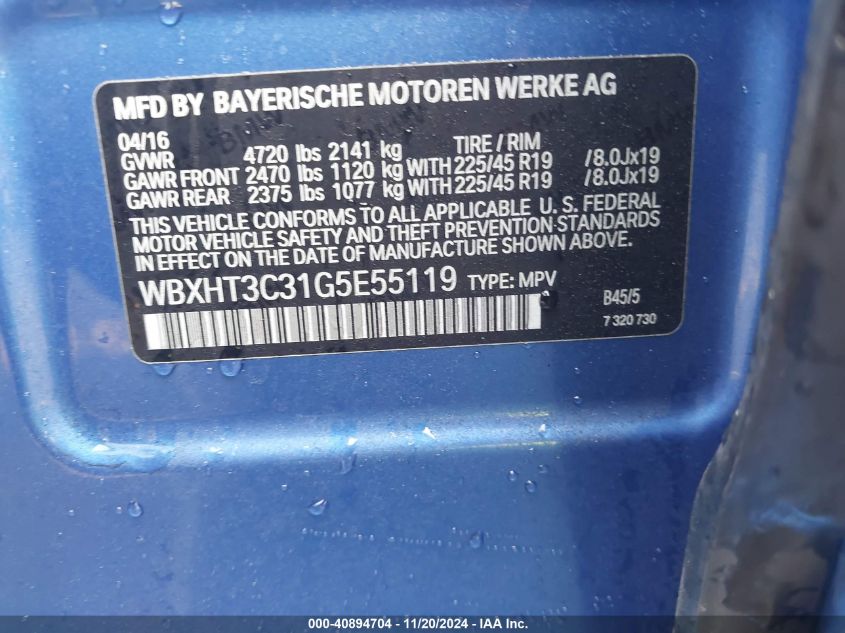 MFD BY BAYERISCHE MOTOREN WERKE AG
04/16 TIRE / RIM
GVWR 4720 lbs 2141 kg
GAWR FRONT 2470 lbs 1120 kg WITH 225/45 R19 /8.0Jx19
GAWR REAR 2375 lbs 1077 kg WITH 225/45 R19 /8.0Jx19
THIS VEHICLE CONFORMS TO ALL APPLICABLE U. S. FEDERAL
MOTOR VEHICLE SAFETY AND THEFT PREVENTION STANDARDS
IN EFFECT ON THE DATE OF MANUFACTURE SHOWN ABOVE.
WBXHT3C31G5E55119 TYPE: MPV
B45/5
7 320 730
000-40894704 - 11/20/2024 - IAA Inc.